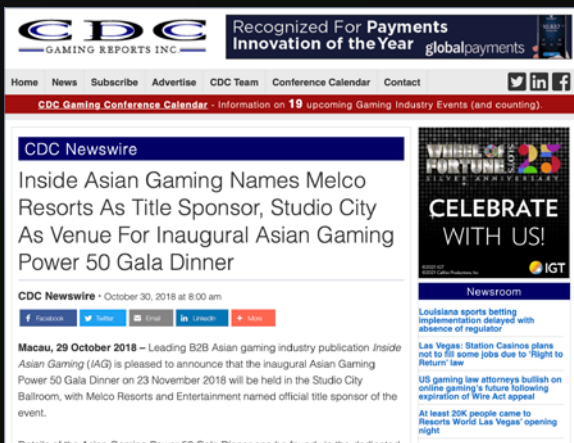 CDC
GAMING REPORTS INC.
Recognized For Payments
Innovation of the Year globalpayments
Home News Subscribe Advertise CDC Team Conference Calendar Contact
CDC Gaming Conference Calendar - Information on 19 upcoming Gaming Industry Events (and counting).
CDC Newswire
Inside Asian Gaming Names Melco
Resorts As Title Sponsor, Studio City
As Venue For Inaugural Asian Gaming
Power 50 Gala Dinner
CDC Newswire • October 30, 2018 at 8:00 am
Facebook Twitter Email LinkedIn More
Macau, 29 October 2018 – Leading B2B Asian gaming industry publication Inside
Asian Gaming (IAG) is pleased to announce that the inaugural Asian Gaming
Power 50 Gala Dinner on 23 November 2018 will be held in the Studio City
Ballroom, with Melco Resorts and Entertainment named official title sponsor of the
event.
WHEEL OF
FORTUNE SLOTS 25
SILVER ANNIVERSARY
CELEBRATE
WITH US!
IGT
Newsroom
Louisiana sports betting
implementation delayed with
absence of regulator
Las Vegas: Station Casinos plans
not to fill some jobs due to 'Right to
Return' law
US gaming law attorneys bullish on
online gaming's future following
expiration of Wire Act appeal
At least 20K people came to
Resorts World Las Vegas' opening
night